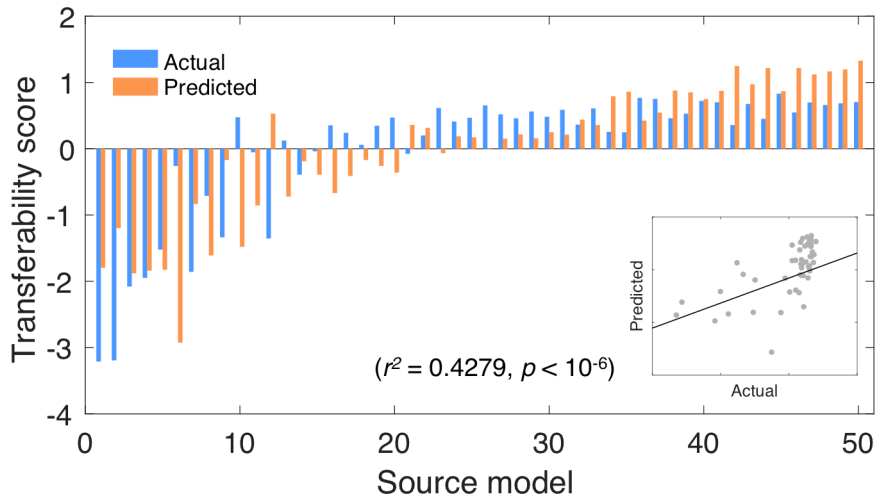 2
1
0
-1
-2
-3
-4
Transferability score
Actual
Predicted
(r² = 0.4279, p < 10⁻⁶)
Predicted
Actual
0 10 20 30 40 50
Source model